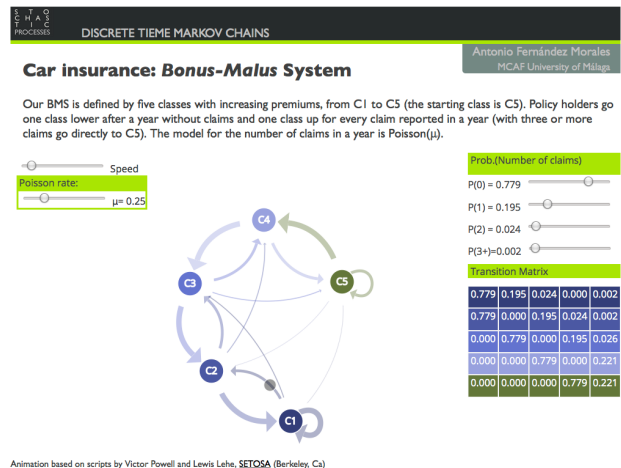 S T O
C H A S
T I C
PROCESSES
DISCRETE TIEME MARKOV CHAINS
Antonio Fernández Morales
MCAF University of Málaga
Car insurance: Bonus-Malus System
Our BMS is defined by five classes with increasing premiums, from C1 to C5 (the starting class is C5). Policy holders go
one class lower after a year without claims and one class up for every claim reported in a year (with three or more
claims go directly to C5). The model for the number of claims in a year is Poisson(μ).
Speed
Poisson rate:
μ= 0.25
Prob.(Number of claims)
P(0) = 0.779
P(1) = 0.195
P(2) = 0.024
P(3+)=0.002
Transition Matrix
0.779 0.195 0.024 0.000 0.002
0.779 0.000 0.195 0.024 0.002
0.000 0.779 0.000 0.195 0.026
0.000 0.000 0.779 0.000 0.221
0.000 0.000 0.000 0.779 0.221
C4
C3
C5
C2
C1
Animation based on scripts by Victor Powell and Lewis Lehe, SETOSA (Berkeley, Ca)